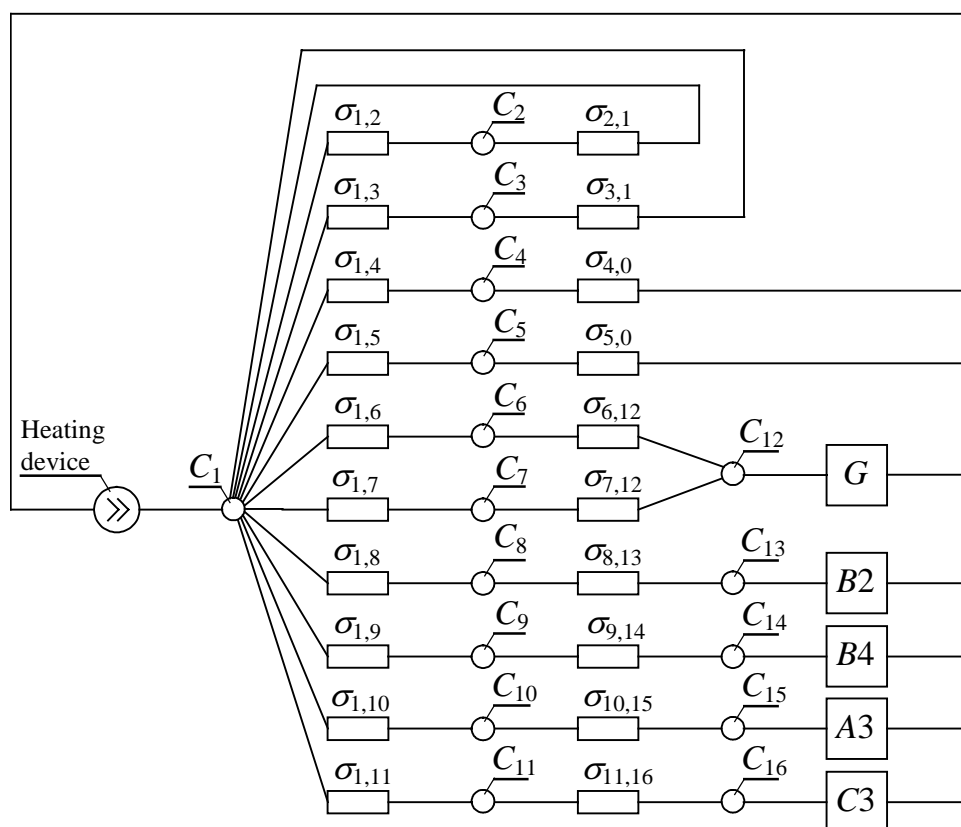 C2
σ1,2 σ2,1
C3
σ1,3 σ3,1
C4
σ1,4 σ4,0
C5
σ1,5 σ5,0
C6
σ1,6 σ6,12
Heating
device
C12
C1
G
C7
σ1,7 σ7,12
C8 C13
σ1,8 σ8,13
B2
C9 C14
σ1,9 σ9,14
B4
C10 C15
σ1,10 σ10,15
A3
C11 C16
σ1,11 σ11,16
C3